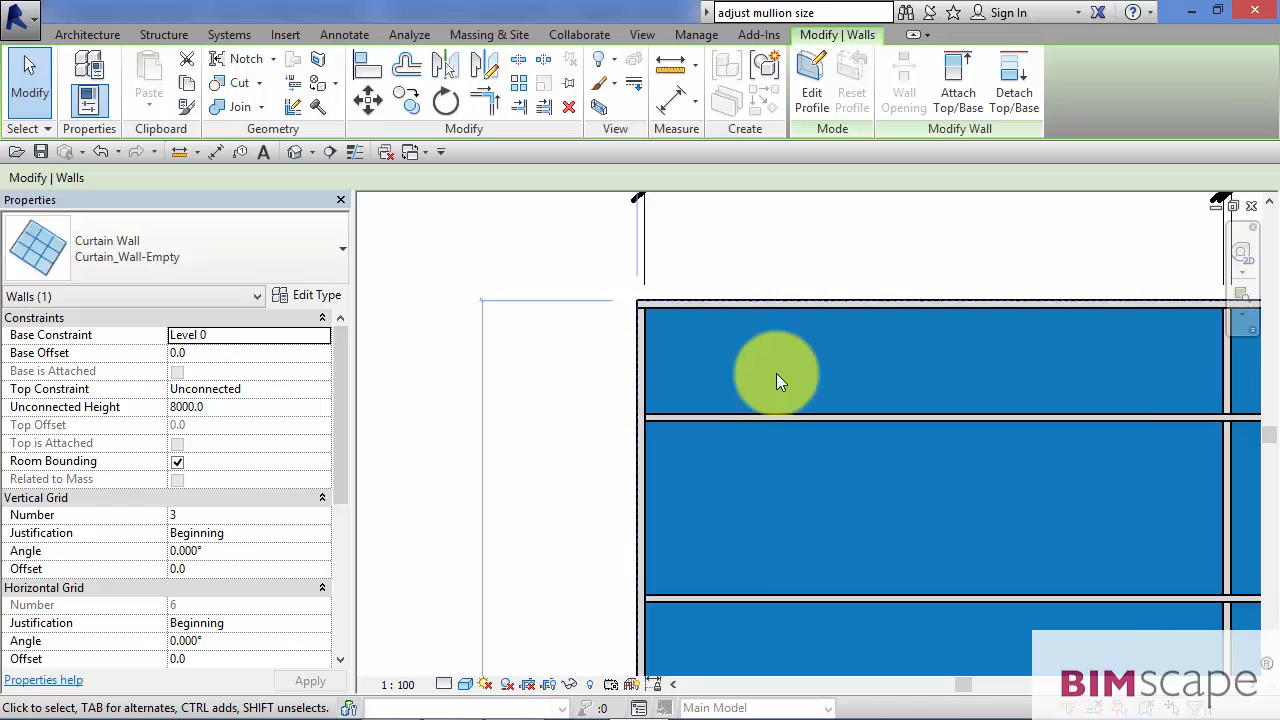 adjust mullion size
Sign In
Architecture Structure Systems Insert Annotate Analyze Massing & Site Collaborate View Manage Add-Ins Modify | Walls
Modify
Paste
Notch
Cut
Join
Edit Profile
Reset Profile
Wall Opening
Attach Top/Base
Detach Top/Base
Select Properties Clipboard Geometry Modify View Measure Create Mode Modify Wall
A
Modify | Walls
Properties
Curtain Wall
Curtain_Wall-Empty
Walls (1) Edit Type
Constraints
Base Constraint Level 0
Base Offset 0.0
Base is Attached
Top Constraint Unconnected
Unconnected Height 8000.0
Top Offset 0.0
Top is Attached
Room Bounding
Related to Mass
Vertical Grid
Number 3
Justification Beginning
Angle 0.000°
Offset 0.0
Horizontal Grid
Number 6
Justification Beginning
Angle 0.000°
Offset 0.0
Properties help Apply
2D
1 : 100
BIMscape®
Click to select, TAB for alternates, CTRL adds, SHIFT unselects. :0 Main Model